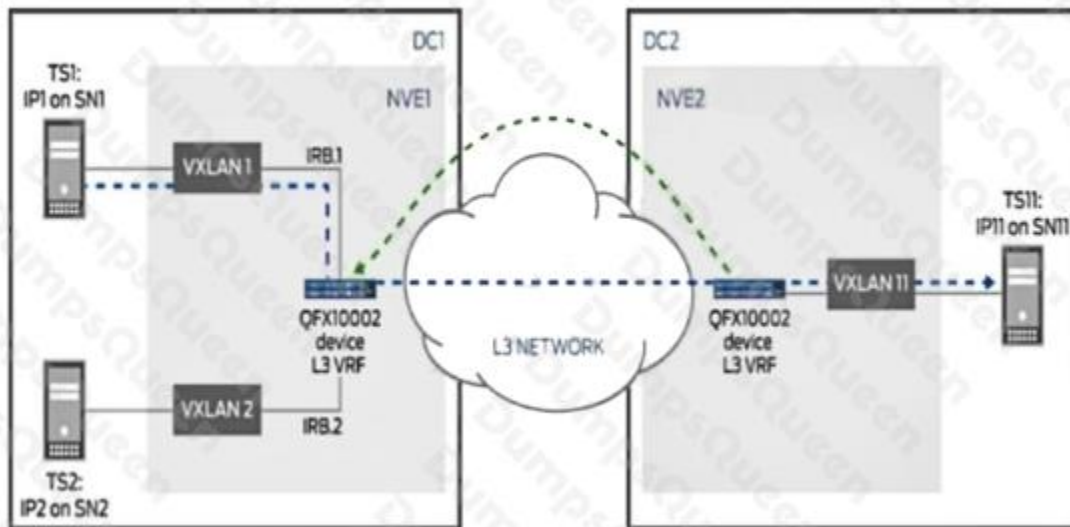 DC1
DC2
TS1:
IP1 on SN1
NVE1
NVE2
VXLAN 1
IRB.1
TS11:
IP11 on SN11
VXLAN 11
QFX10002
device
L3 VRF
L3 NETWORK
QFX10002
device
L3 VRF
VXLAN 2
IRB.2
TS2:
IP2 on SN2
DumpsQueen